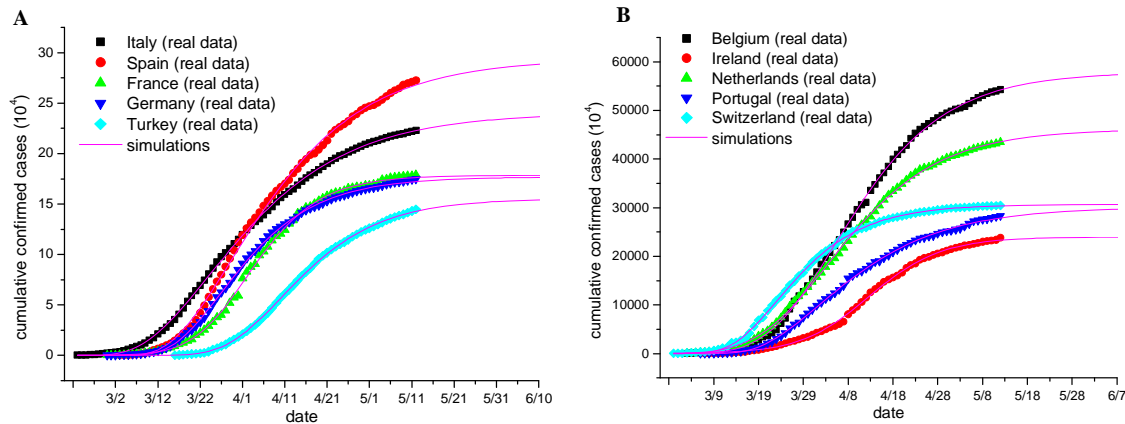 A
Italy (real data)
Spain (real data)
France (real data)
Germany (real data)
Turkey (real data)
simulations
cumulative confirmed cases (10^4)
30
25
20
15
10
5
0
3/2 3/12 3/22 4/1 4/11 4/21 5/1 5/11 5/21 5/31 6/10
date
B
Belgium (real data)
Ireland (real data)
Netherlands (real data)
Portugal (real data)
Switzerland (real data)
simulations
cumulative confirmed cases (10^4)
60000
50000
40000
30000
20000
10000
0
3/9 3/19 3/29 4/8 4/18 4/28 5/8 5/18 5/28 6/7
date